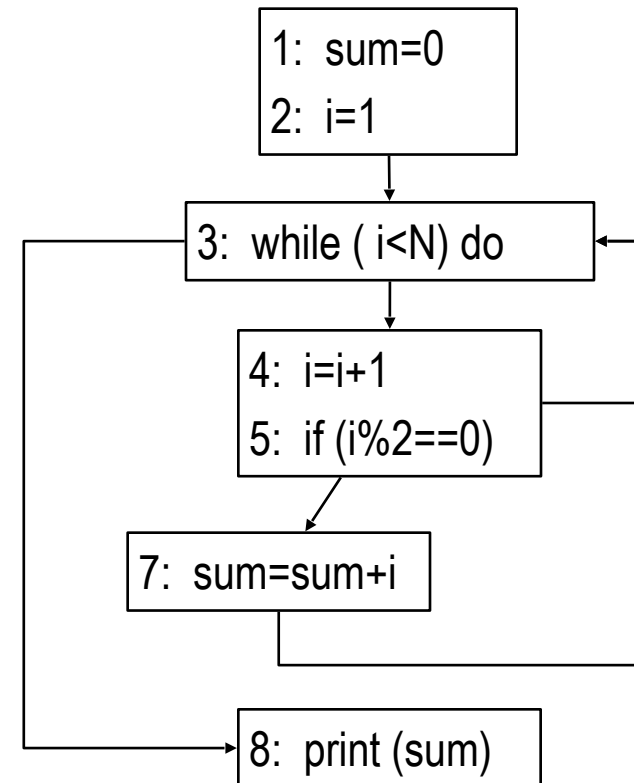 1: sum=0
2: i=1
3: while ( i<N) do
4: i=i+1
5: if (i%2==0)
7: sum=sum+i
8: print (sum)